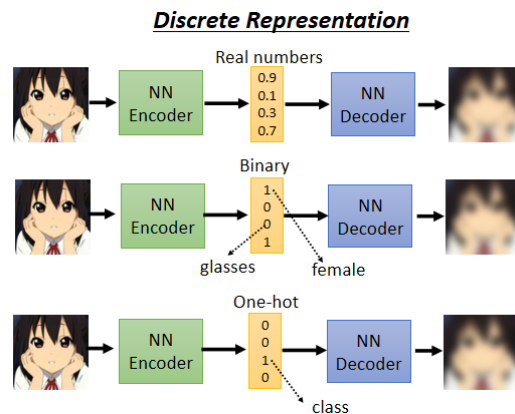 Discrete Representation
Real numbers
NN
Encoder
0.9
0.1
0.3
0.7
NN
Decoder
Binary
NN
Encoder
1
0
0
1
NN
Decoder
glasses
female
One-hot
NN
Encoder
0
0
1
0
NN
Decoder
class